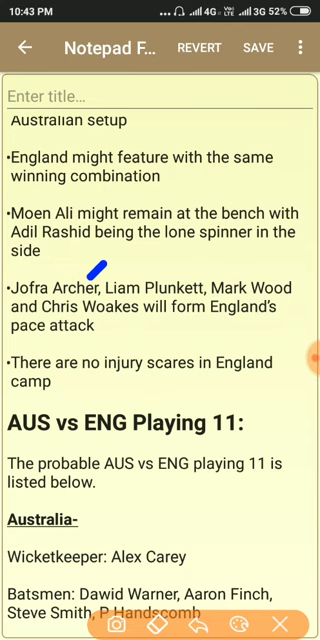 10:43 PM ... 4G Vo) LTE 3G 52%
Notepad F... REVERT SAVE
Enter title...
Australian setup
•England might feature with the same
winning combination
•Moen Ali might remain at the bench with
Adil Rashid being the lone spinner in the
side
•Jofra Archer, Liam Plunkett, Mark Wood
and Chris Woakes will form England's
pace attack
•There are no injury scares in England
camp
AUS vs ENG Playing 11:
The probable AUS vs ENG playing 11 is
listed below.
Australia-
Wicketkeeper: Alex Carey
Batsmen: Dawid Warner, Aaron Finch,
Steve Smith, P Handscomb